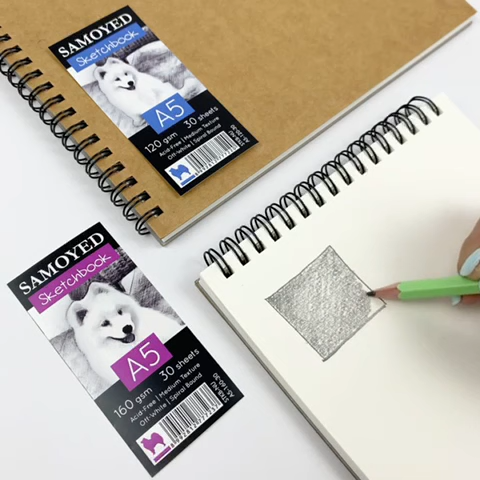 SAMOYED
Sketchbook
A5
120 gsm 30 sheets
Acid-Free | Medium Texture
Off-White | Spiral Bound
SAMOYED
Sketchbook
A5
160 gsm 30 sheets
Acid-Free | Medium Texture
Off-White | Spiral Bound